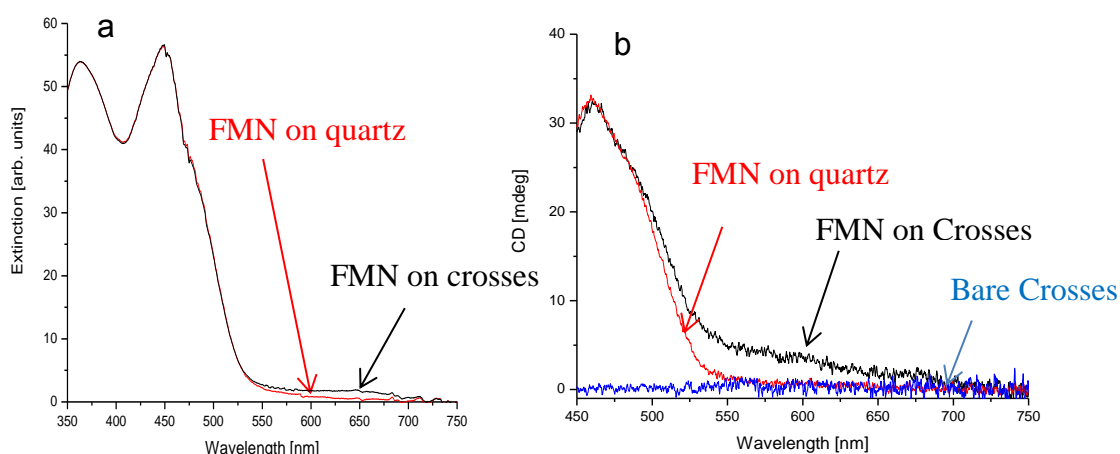 a
60
50
40
30
20
10
0
Extinction [arb. units]
350 400 450 500 550 600 650 700 750
Wavelength [nm]
FMN on quartz
FMN on crosses
b
40
30
20
10
0
CD [mdeg]
450 500 550 600 650 700 750
Wavelength [nm]
FMN on quartz
FMN on Crosses
Bare Crosses